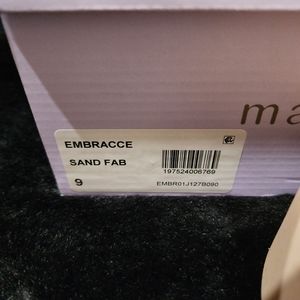 ma
EMBRACCE
SAND FAB
197524006769
9
EMBR01J127B090